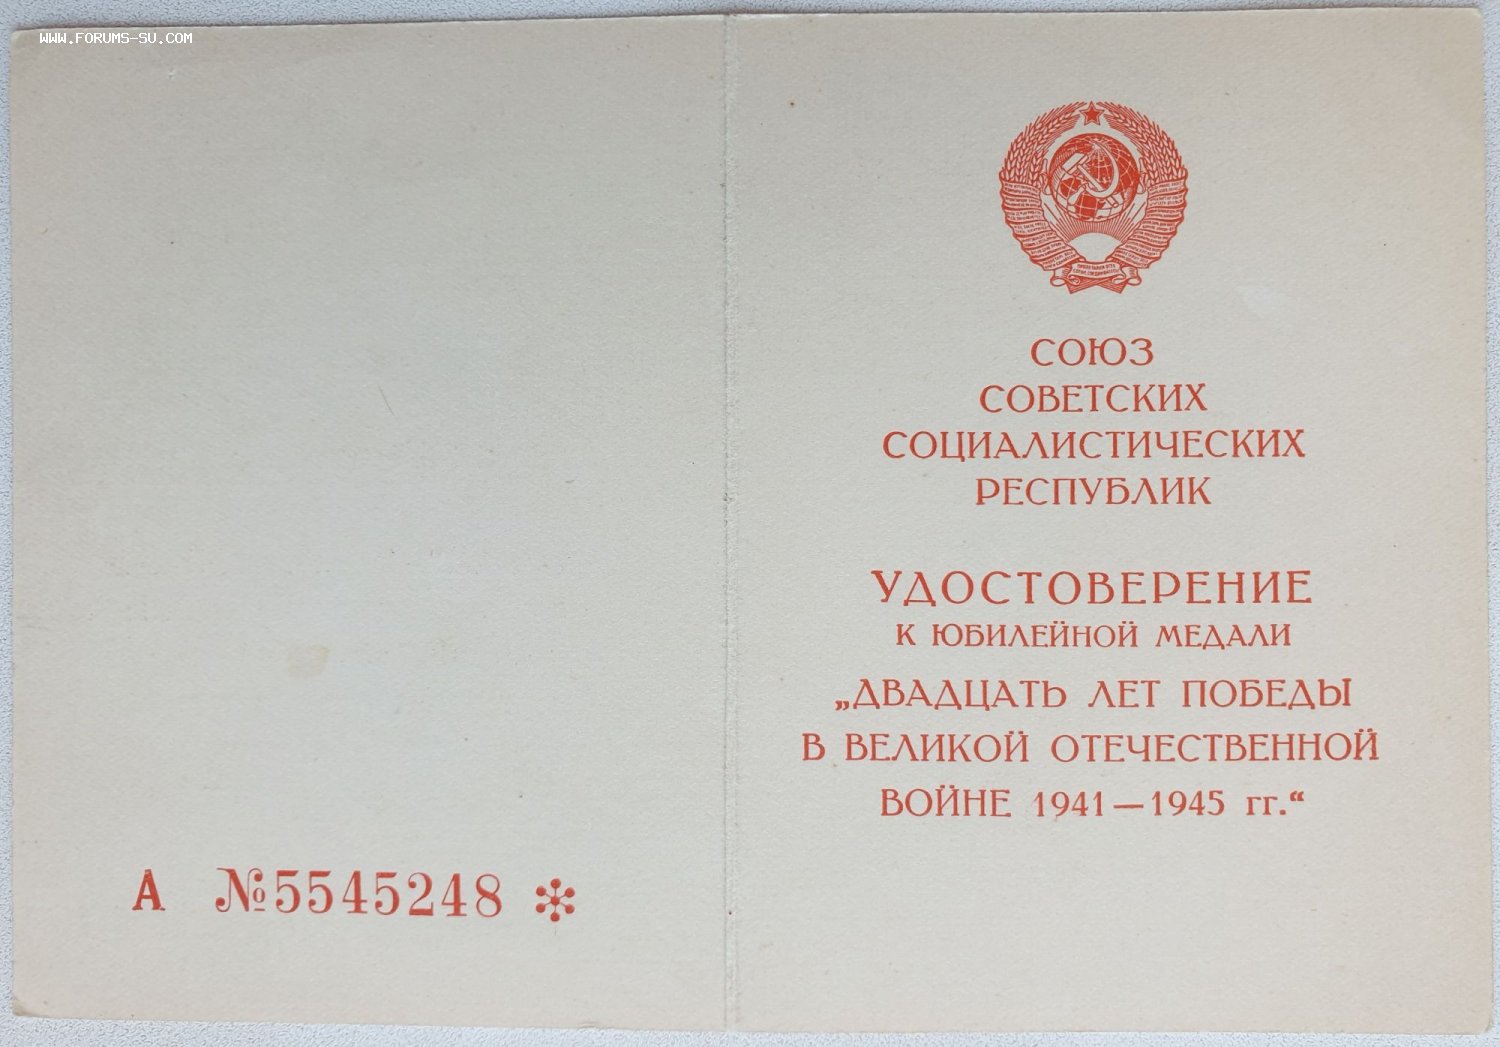 WWW.FORUMS-SU.COM
А №5545248
СОЮЗ
СОВЕТСКИХ
СОЦИАЛИСТИЧЕСКИХ
РЕСПУБЛИК
УДОСТОВЕРЕНИЕ
К ЮБИЛЕЙНОЙ МЕДАЛИ
„ДВАДЦАТЬ ЛЕТ ПОБЕДЫ
В ВЕЛИКОЙ ОТЕЧЕСТВЕННОЙ
ВОЙНЕ 1941—1945 гг.“